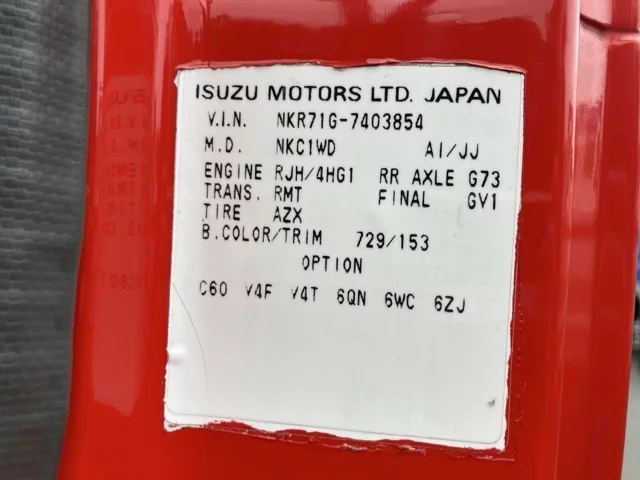 ISUZU MOTORS LTD. JAPAN
V.I.N. NKR71G-7403854
M.D. NKC1WD A1/JJ
ENGINE RJH/4HG1 RR AXLE G73
TRANS. RMT FINAL GV1
TIRE AZX
B.COLOR/TRIM 729/153
OPTION
C60 V4F V4T 6QN 6WC 6ZJ